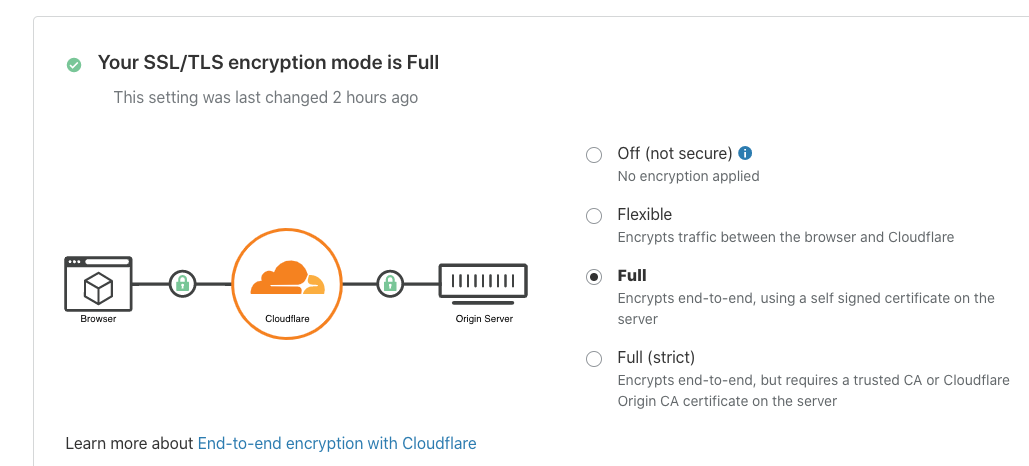 Your SSL/TLS encryption mode is Full
This setting was last changed 2 hours ago
Off (not secure)
No encryption applied
Flexible
Encrypts traffic between the browser and Cloudflare
Full
Encrypts end-to-end, using a self signed certificate on the
server
Full (strict)
Encrypts end-to-end, but requires a trusted CA or Cloudflare
Origin CA certificate on the server
Browser
Cloudflare
Origin Server
Learn more about End-to-end encryption with Cloudflare